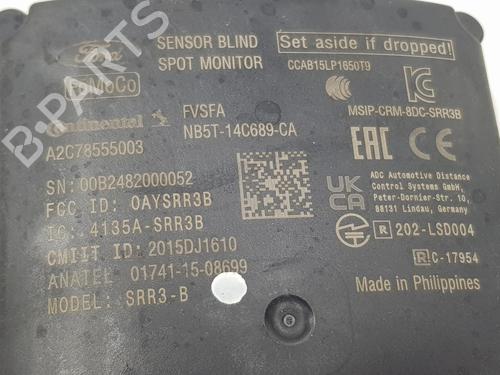 B-PARTS
Ford
SENSOR BLIND
SPOT MONITOR
Set aside if dropped!
CCAB15LP1650T9
FoMoCo
MSIP-CRM-8DC-SRR3B
Continental
FVSFA
NB5T-14C689-CA
A2C78555003
EAC
SN: 00B2482000052
FCC ID: OAYSRR3B
IC: 4135A-SRR3B
CMIIT ID: 2015DJ1610
ANATEL 01741-15-08699
MODEL: SRR3-B
UK
CA
ADC Automotive Distance
Control Systems GmbH,
Peter-Dornier-Str. 10,
88131 Lindau, Germany
R 202-LSD004
R C-17954
Made in Philippines